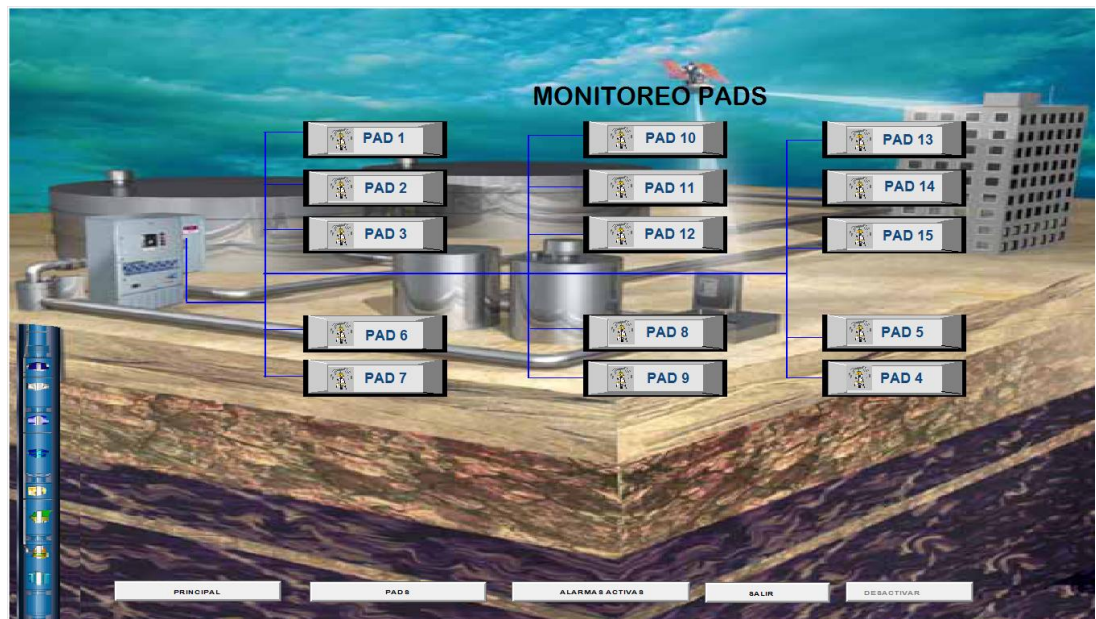 MONITOREO PADS
PAD 1
PAD 2
PAD 3
PAD 6
PAD 7
PAD 10
PAD 11
PAD 12
PAD 8
PAD 9
PAD 13
PAD 14
PAD 15
PAD 5
PAD 4
PRINCIPAL
PADS
ALARMAS ACTIVAS
SALIR
DESACTIVAR